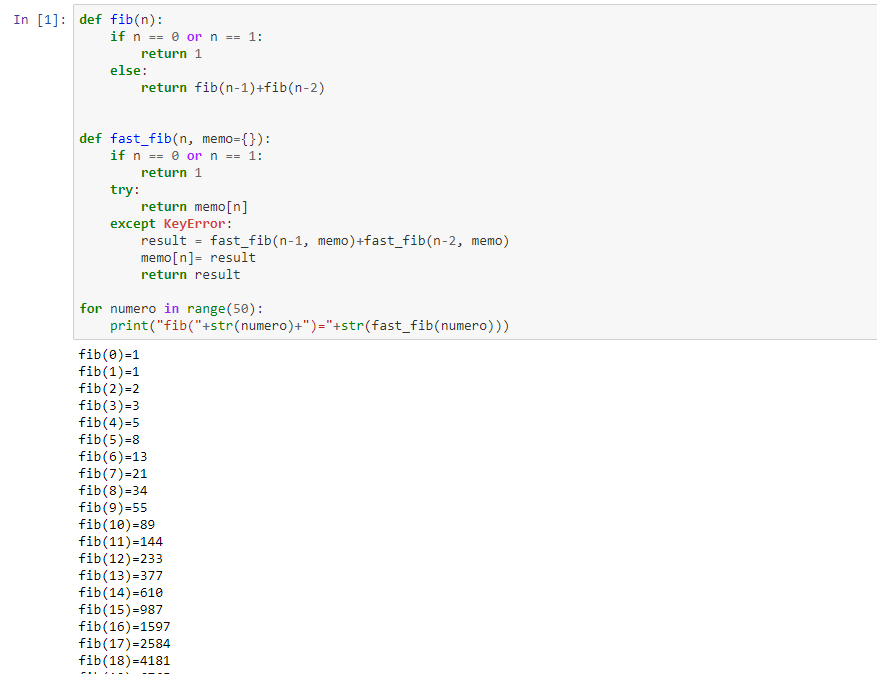 In [1]:
def fib(n):
    if n == 0 or n == 1:
        return 1
    else:
        return fib(n-1)+fib(n-2)
def fast_fib(n, memo={}):
    if n == 0 or n == 1:
        return 1
    try:
        return memo[n]
    except KeyError:
        result = fast_fib(n-1, memo)+fast_fib(n-2, memo)
        memo[n]= result
        return result
for numero in range(50):
    print("fib("+str(numero)+")="+str(fast_fib(numero)))
fib(0)=1
fib(1)=1
fib(2)=2
fib(3)=3
fib(4)=5
fib(5)=8
fib(6)=13
fib(7)=21
fib(8)=34
fib(9)=55
fib(10)=89
fib(11)=144
fib(12)=233
fib(13)=377
fib(14)=610
fib(15)=987
fib(16)=1597
fib(17)=2584
fib(18)=4181